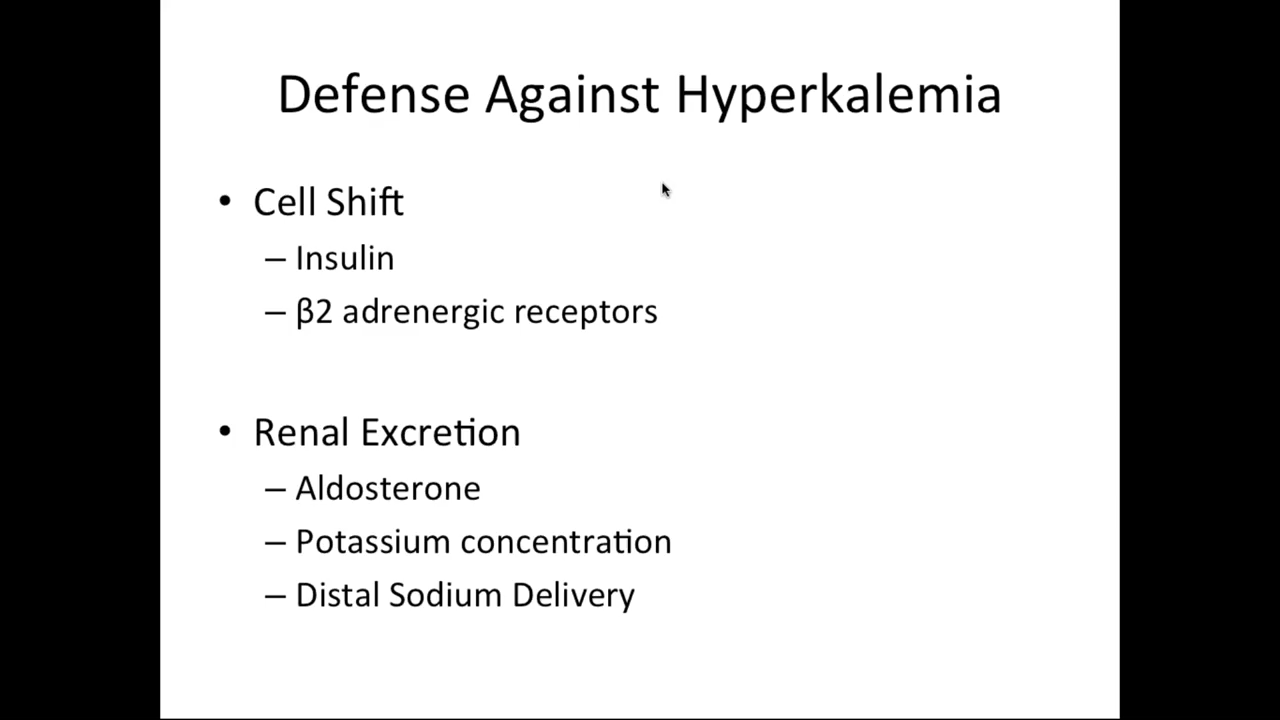 Defense Against Hyperkalemia
• Cell Shift
– Insulin
– β2 adrenergic receptors
• Renal Excretion
– Aldosterone
– Potassium concentration
– Distal Sodium Delivery